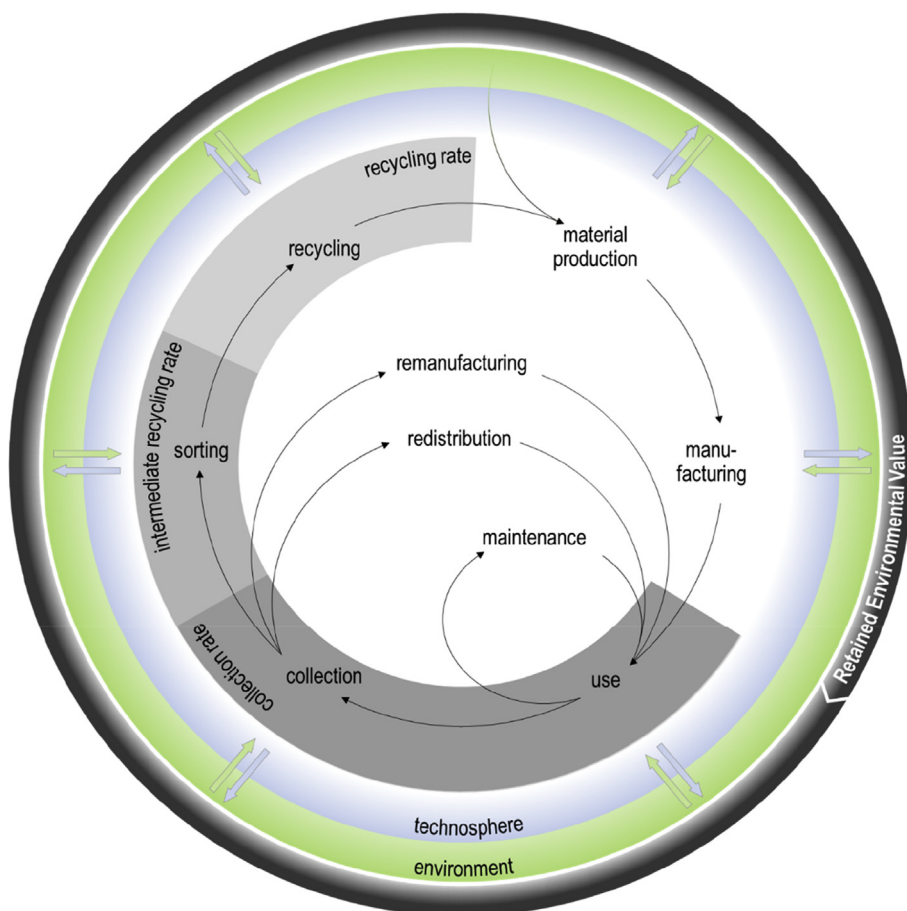 recycling rate
recycling
material
production
intermediate recycling rate
remanufacturing
redistribution
sorting
manu-
facturing
maintenance
Retained Environmental Value
collection rate
collection
use
technosphere
environment